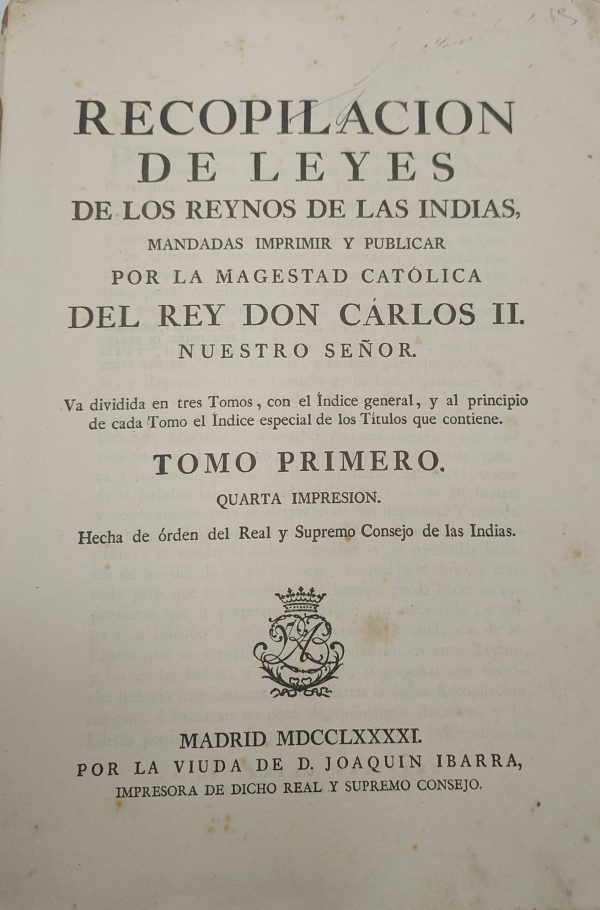 RECOPILACION
DE LEYES
DE LOS REYNOS DE LAS INDIAS,
MANDADAS IMPRIMIR Y PUBLICAR
POR LA MAGESTAD CATÓLICA
DEL REY DON CÁRLOS II.
NUESTRO SEÑOR.
Va dividida en tres Tomos, con el Índice general, y al principio
de cada Tomo el Índice especial de los Títulos que contiene.
TOMO PRIMERO.
QUARTA IMPRESION.
Hecha de órden del Real y Supremo Consejo de las Indias.
MADRID MDCCLXXXXI.
POR LA VIUDA DE D. JOAQUIN IBARRA,
IMPRESORA DE DICHO REAL Y SUPREMO CONSEJO.